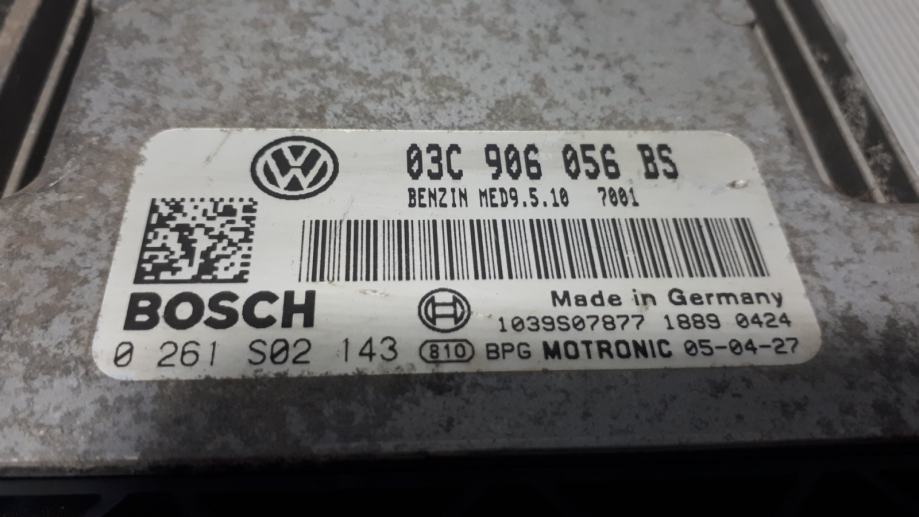 03C 906 056 BS
BENZIN MED9.5.10 7001
BOSCH
Made in Germany
1039S07877 1889 0424
0 261 S02 143 810 BPG MOTRONIC 05-04-27